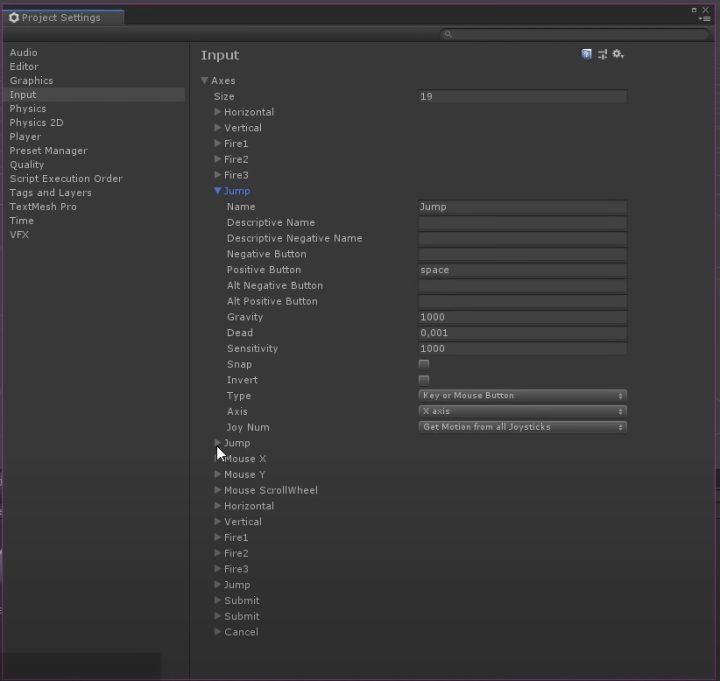 Project Settings
Audio
Editor
Graphics
Input
Physics
Physics 2D
Player
Preset Manager
Quality
Script Execution Order
Tags and Layers
TextMesh Pro
Time
VFX
Input
Axes
Size 19
Horizontal
Vertical
Fire1
Fire2
Fire3
Jump
Name Jump
Descriptive Name
Descriptive Negative Name
Negative Button
Positive Button space
Alt Negative Button
Alt Positive Button
Gravity 1000
Dead 0,001
Sensitivity 1000
Snap
Invert
Type Key or Mouse Button
Axis X axis
Joy Num Get Motion from all Joysticks
Jump
Mouse X
Mouse Y
Mouse ScrollWheel
Horizontal
Vertical
Fire1
Fire2
Fire3
Jump
Submit
Submit
Cancel